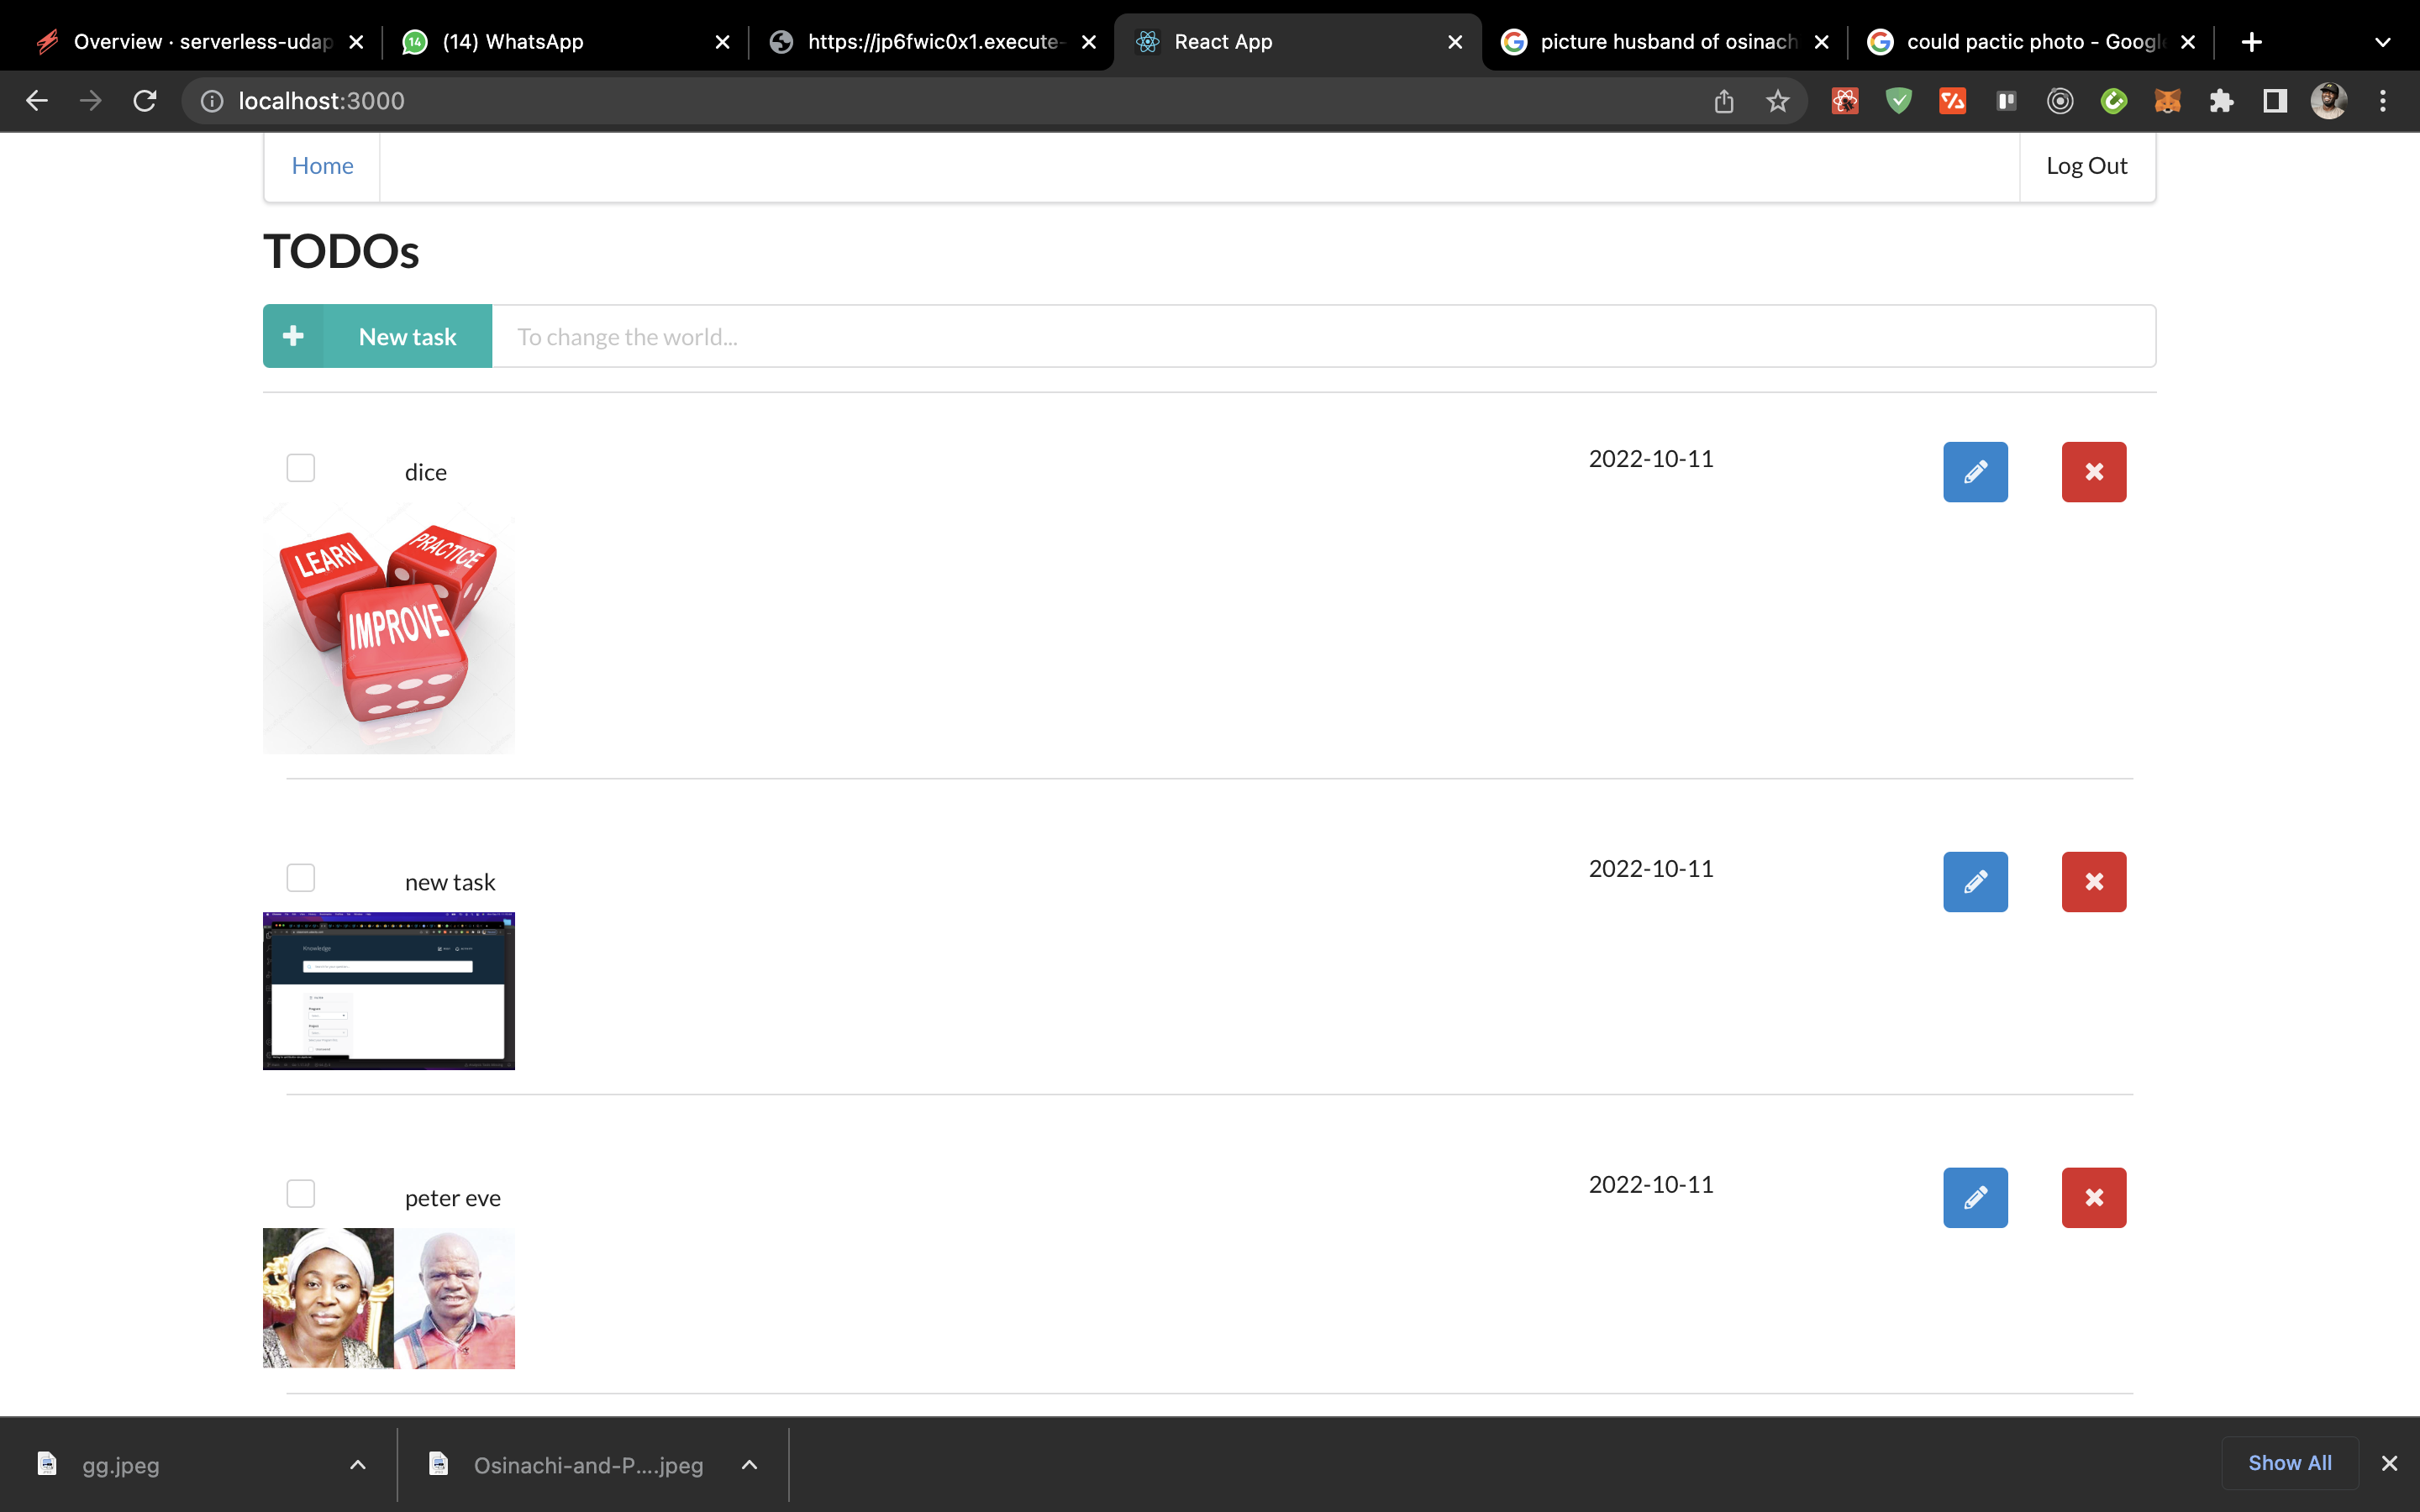 Overview · serverless-udap
(14) WhatsApp
https://jp6fwic0x1.execute-
React App
picture husband of osinach
could pactic photo - Google
localhost:3000
Home
Log Out
TODOs
New task
To change the world...
dice
2022-10-11
LEARN
PRACTICE
IMPROVE
new task
2022-10-11
Knowledge
peter eve
2022-10-11
gg.jpeg
Osinachi-and-P....jpeg
Show All